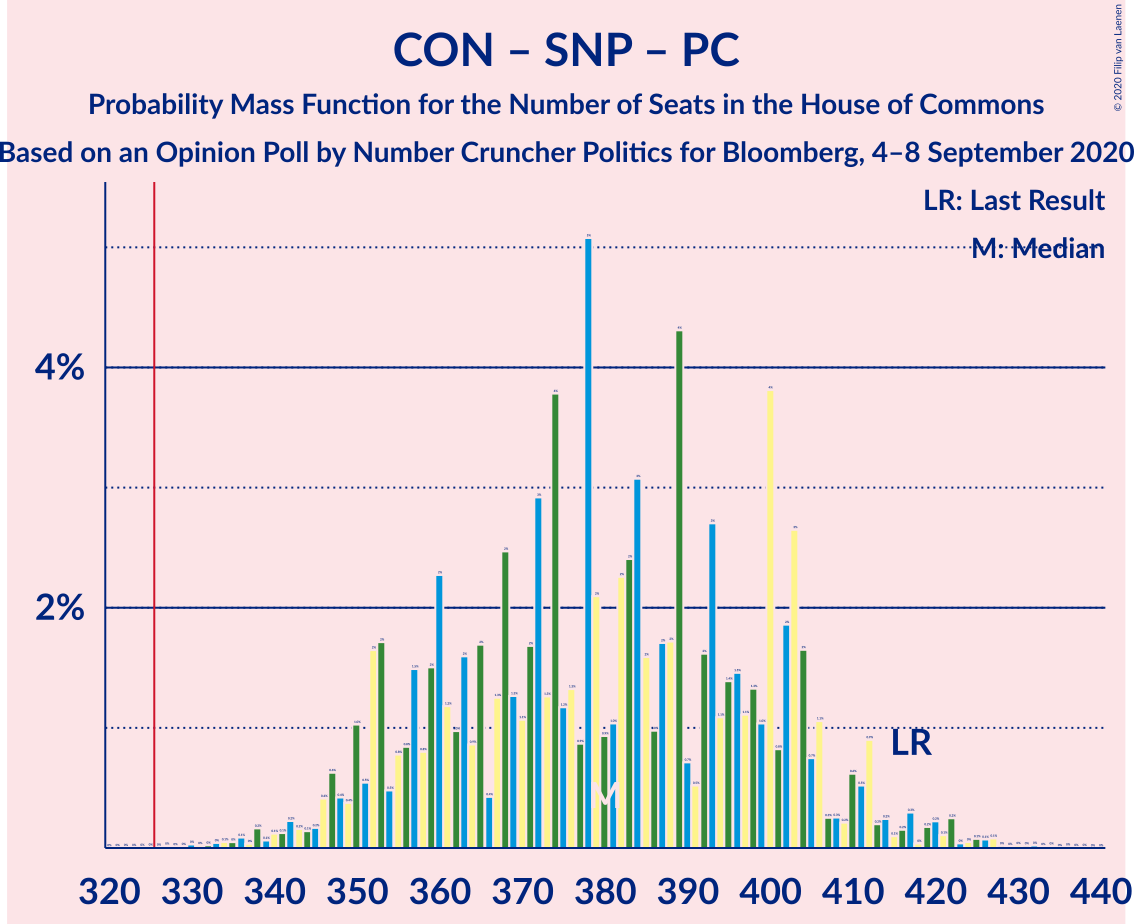 CON – SNP – PC
Probability Mass Function for the Number of Seats in the House of Commons
Based on an Opinion Poll by Number Cruncher Politics for Bloomberg, 4–8 September 2020
© 2020 Filip van Laenen
LR: Last Result
M: Median
4%
2%
LR
M
320 330 340 350 360 370 380 390 400 410 420 430 440